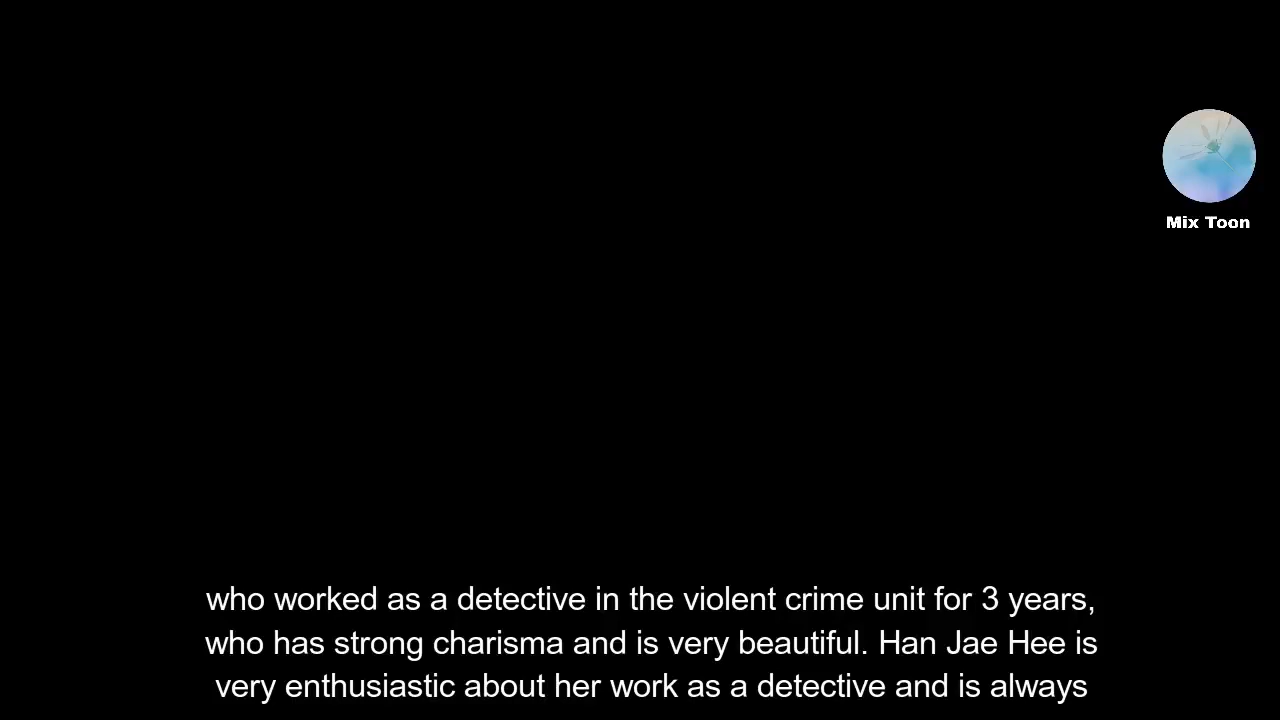 Mix Toon
who worked as a detective in the violent crime unit for 3 years,
who has strong charisma and is very beautiful. Han Jae Hee is
very enthusiastic about her work as a detective and is always